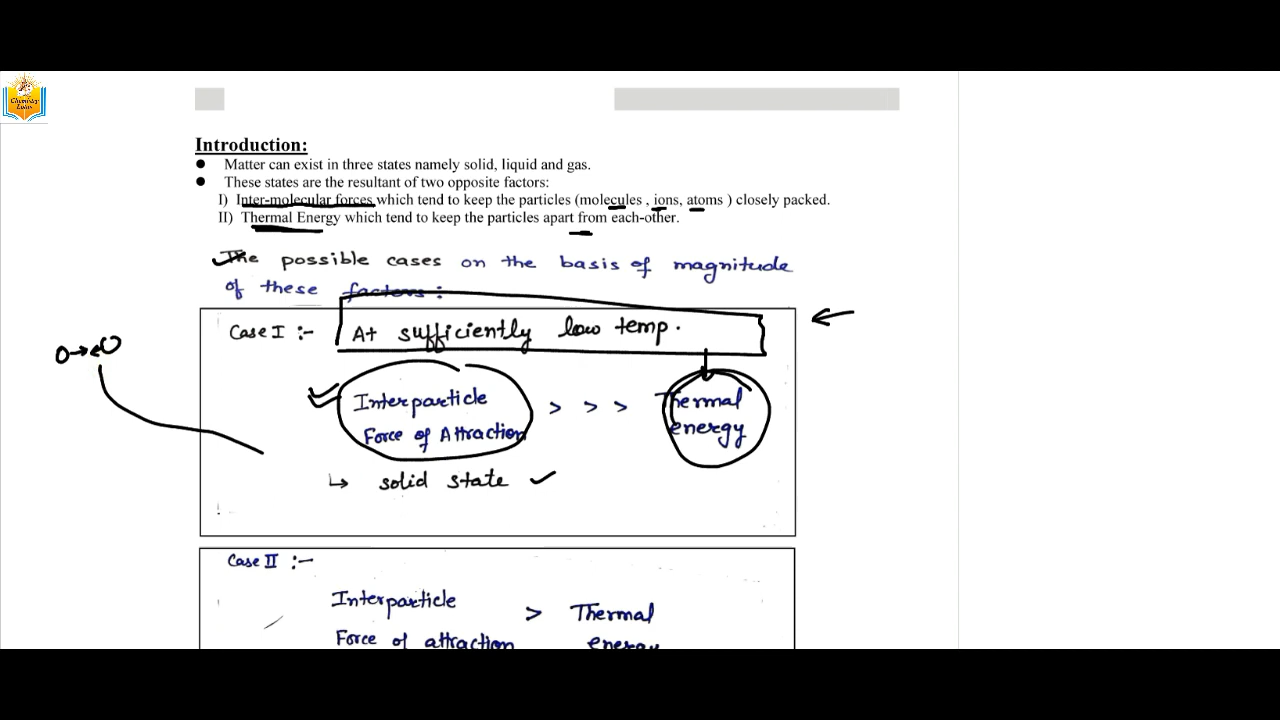 Chemistry
Introduction:
● Matter can exist in three states namely solid, liquid and gas.
● These states are the resultant of two opposite factors:
I) Inter-molecular forces which tend to keep the particles (molecules , ions, atoms ) closely packed.
II) Thermal Energy which tend to keep the particles apart from each-other.
The possible cases on the basis of magnitude
of these factors :
Case I :- At sufficiently low temp.
Interparticle > > > Thermal
Force of Attraction energy
↳ solid state
Case II :-
Interparticle > Thermal
Force of attraction energy